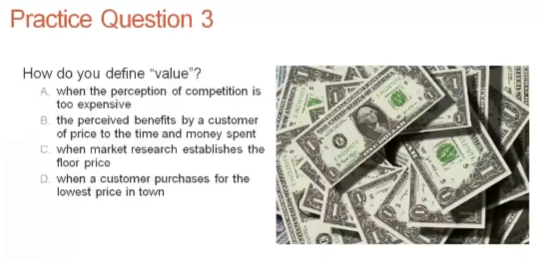 Practice Question 3
How do you define "value"?
A. when the perception of competition is
too expensive
B. the perceived benefits by a customer
of price to the time and money spent
C. when market research establishes the
floor price
D. when a customer purchases for the
lowest price in town